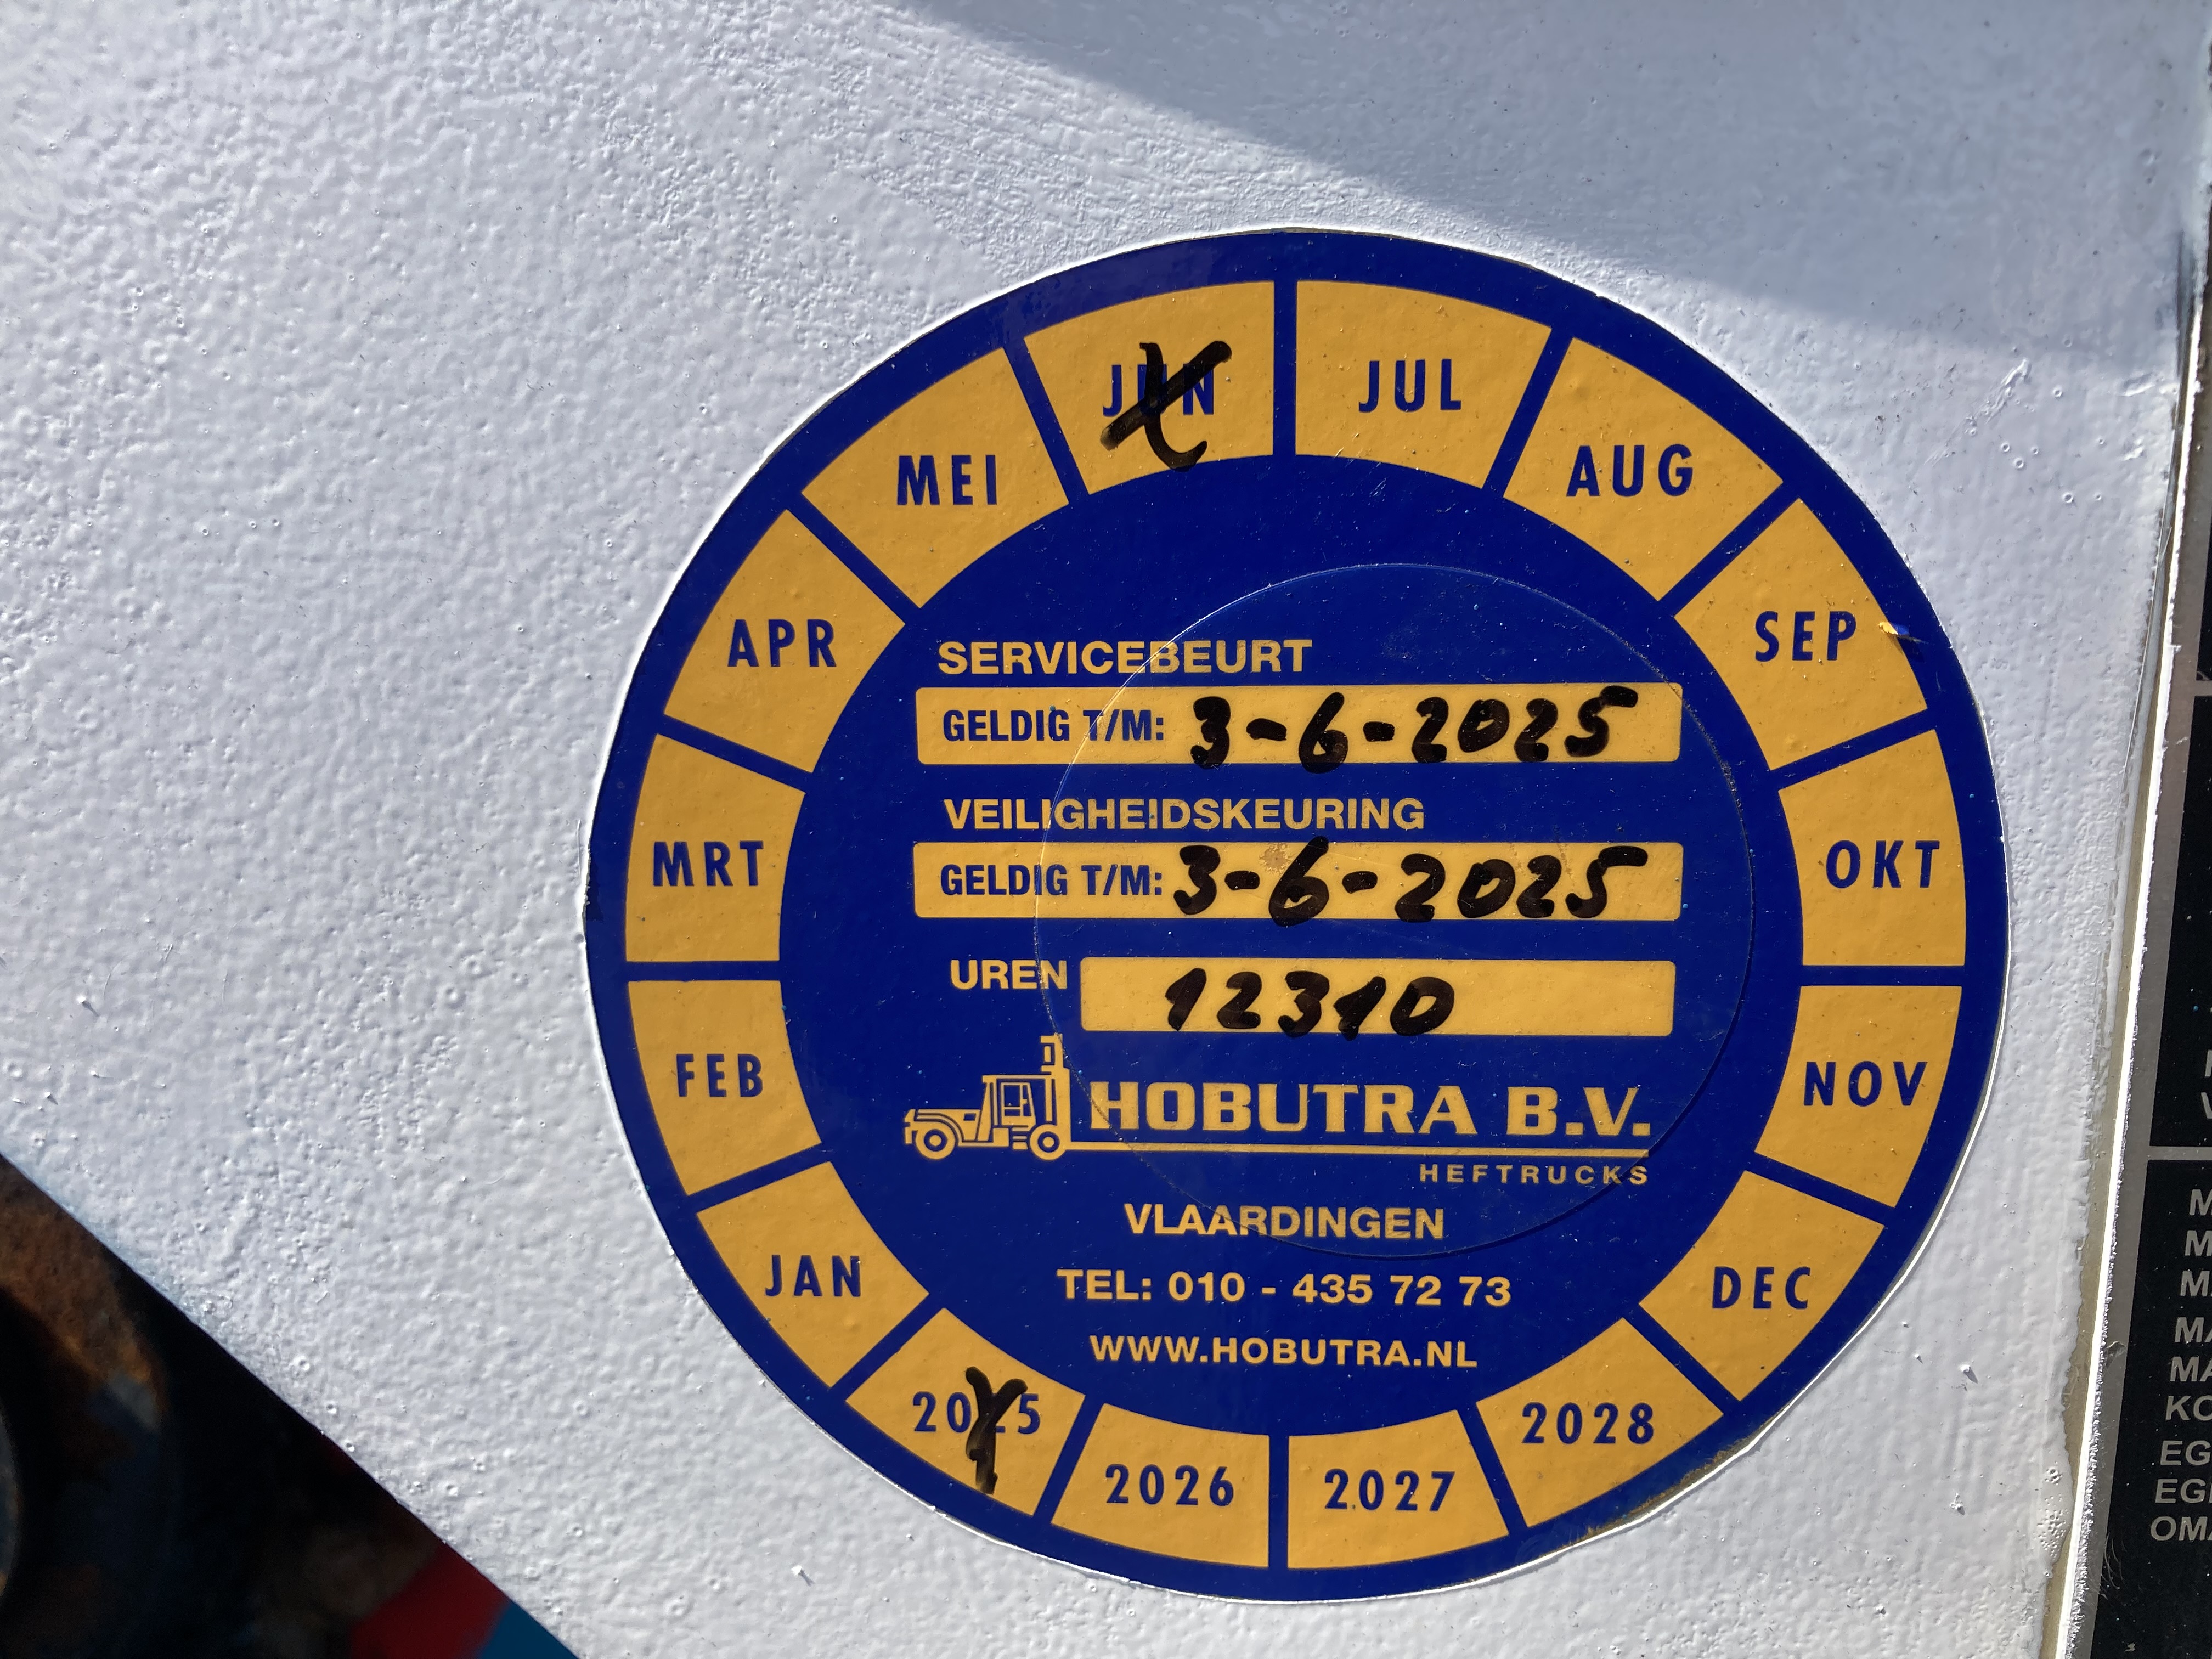 JAN
FEB
MRT
APR
MEI
JUN
JUL
AUG
SEP
OKT
NOV
DEC
SERVICEBEURT
GELDIG T/M: 3-6-2025
VEILIGHEIDSKEURING
GELDIG T/M: 3-6-2025
UREN 12310
HOBUTRA B.V.
HEFTRUCKS
VLAARDINGEN
TEL: 010 - 435 72 73
WWW.HOBUTRA.NL
2025
2026
2027
2028